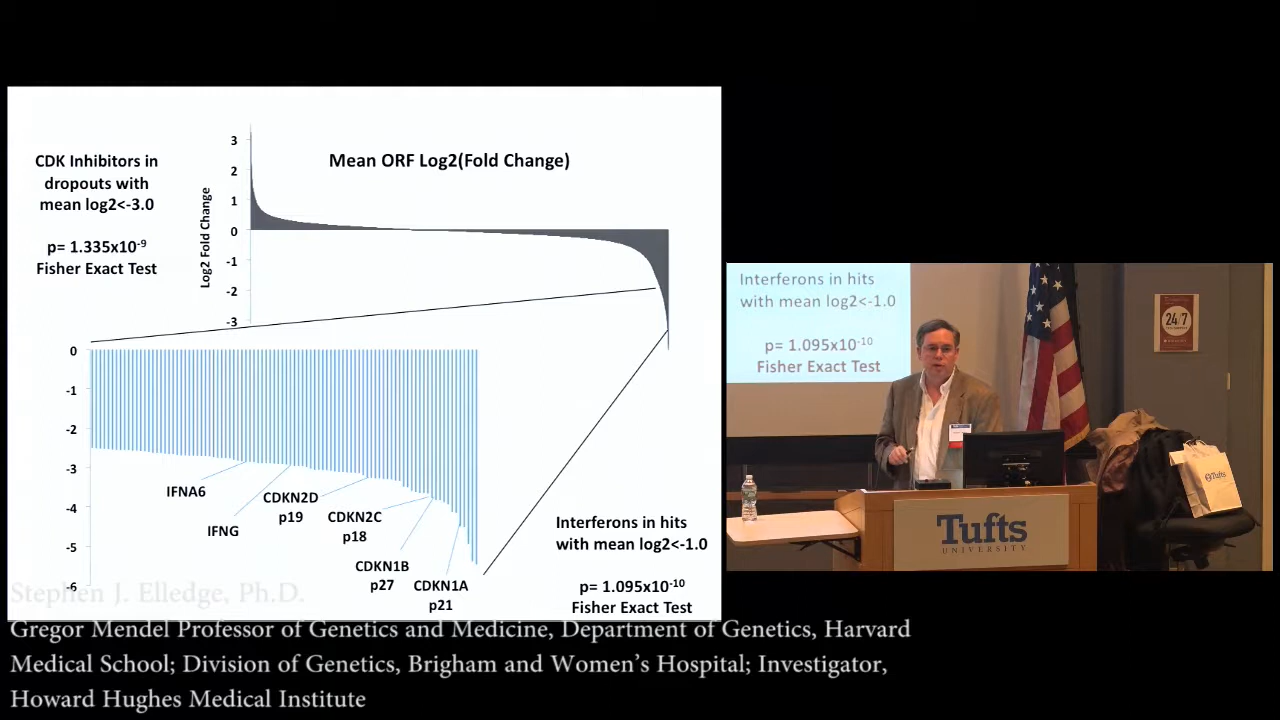 CDK Inhibitors in
dropouts with
mean log2<-3.0
p= 1.335x10-9
Fisher Exact Test
Mean ORF Log2(Fold Change)
Log2 Fold Change
3
2
1
0
-1
-2
-3
0
-1
-2
-3
-4
-5
-6
IFNA6
IFNG
CDKN2D
p19
CDKN2C
p18
CDKN1B
p27
CDKN1A
p21
Interferons in hits
with mean log2<-1.0
p= 1.095x10-10
Fisher Exact Test
Interferons in hits
with mean log2<-1.0
p= 1.095x10-10
Fisher Exact Test
24/7
Tufts
Tufts
UNIVERSITY
Stephen J. Elledge, Ph.D.
Gregor Mendel Professor of Genetics and Medicine, Department of Genetics, Harvard
Medical School; Division of Genetics, Brigham and Women's Hospital; Investigator,
Howard Hughes Medical Institute